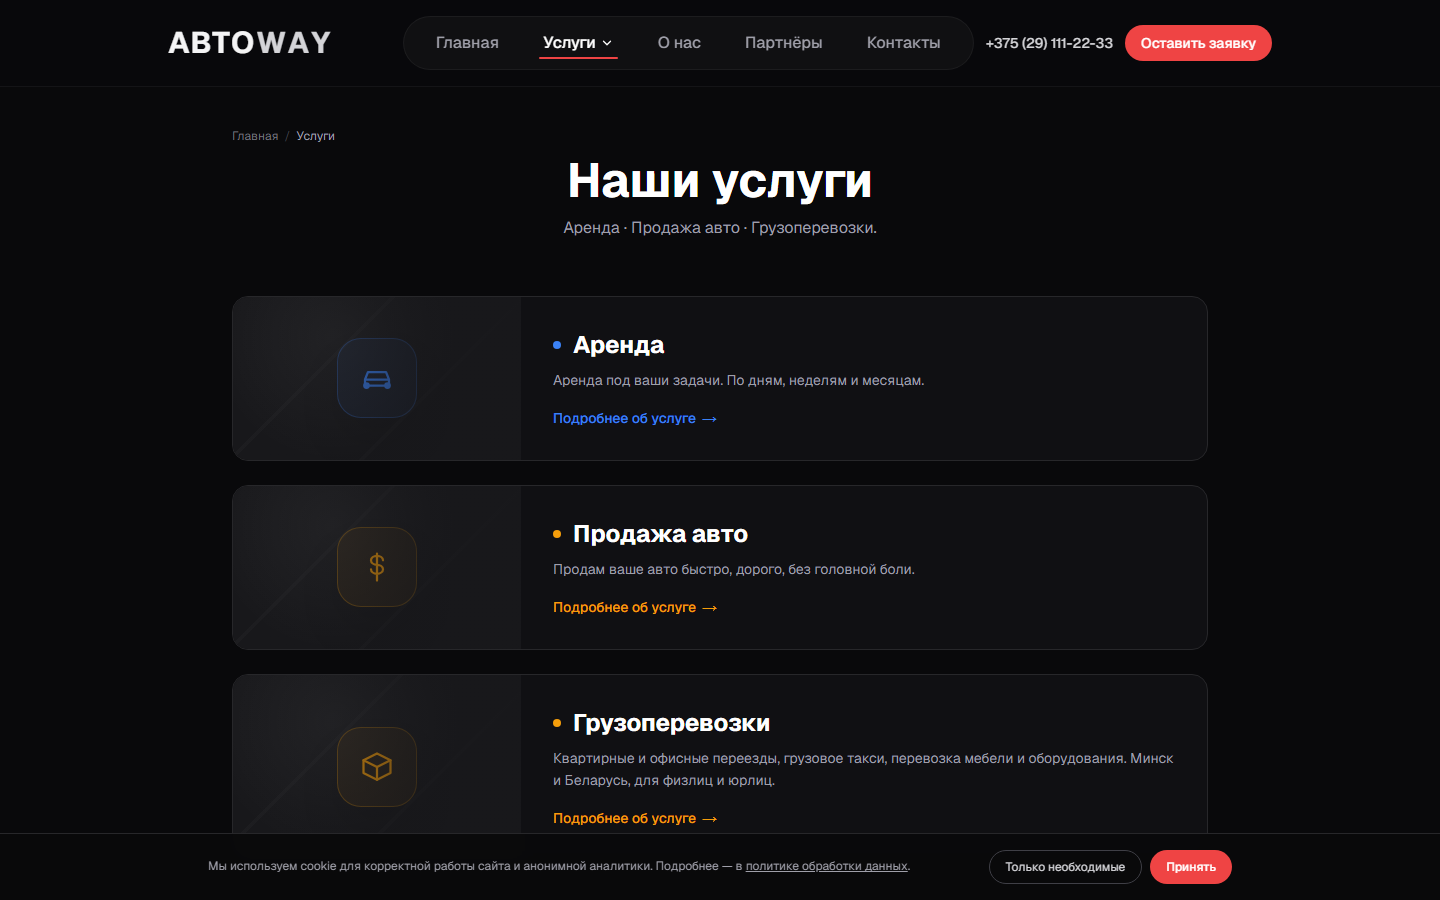 АВТОWAY
Главная
Услуги
О нас
Партнёры
Контакты
+375 (29) 111-22-33
Оставить заявку
Главная / Услуги
Наши услуги
Аренда · Продажа авто · Грузоперевозки.
Аренда
Аренда под ваши задачи. По дням, неделям и месяцам.
Подробнее об услуге →
Продажа авто
Продам ваше авто быстро, дорого, без головной боли.
Подробнее об услуге →
Грузоперевозки
Квартирные и офисные переезды, грузовое такси, перевозка мебели и оборудования. Минск
и Беларусь, для физлиц и юрлиц.
Подробнее об услуге →
Мы используем cookie для корректной работы сайта и анонимной аналитики. Подробнее — в политике обработки данных.
Только необходимые
Принять